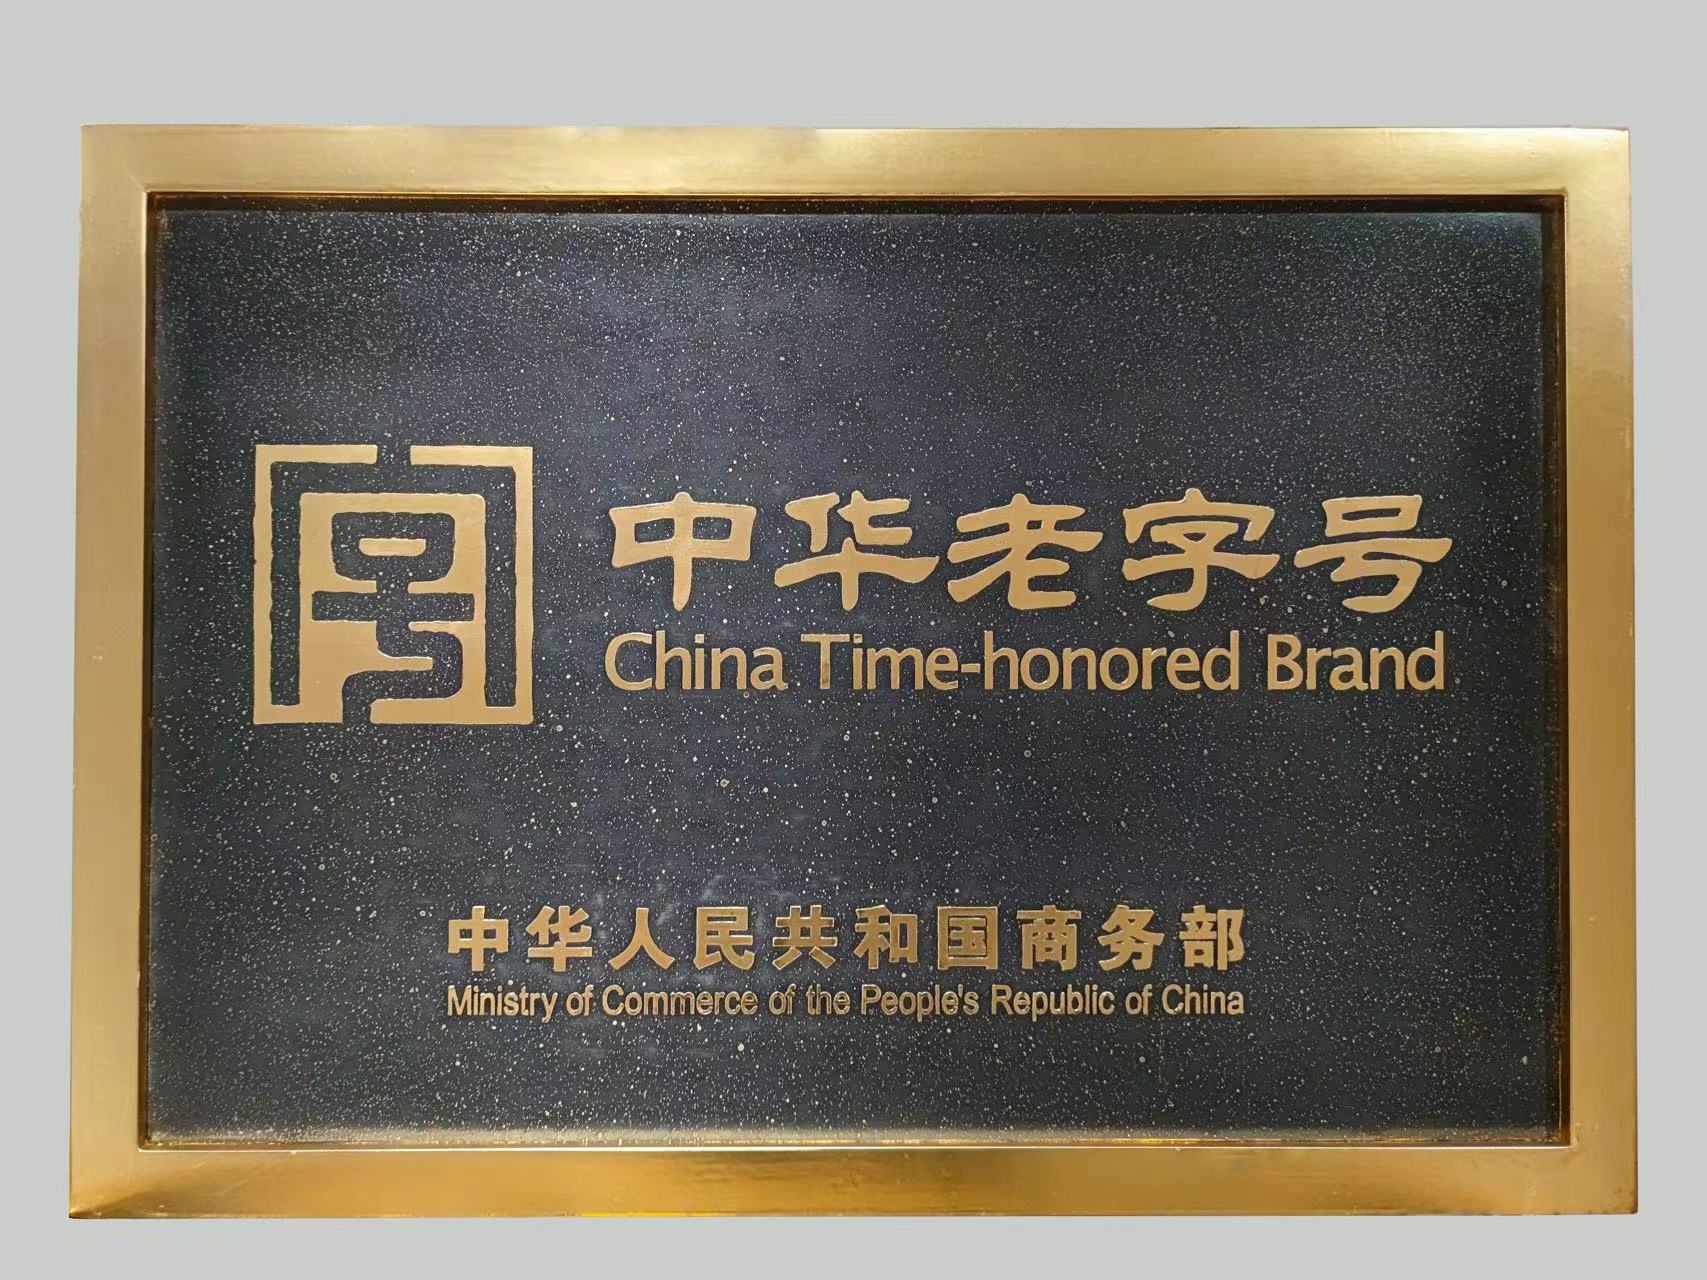 中华老字号
China Time-honored Brand
中华人民共和国商务部
Ministry of Commerce of the People's Republic of China